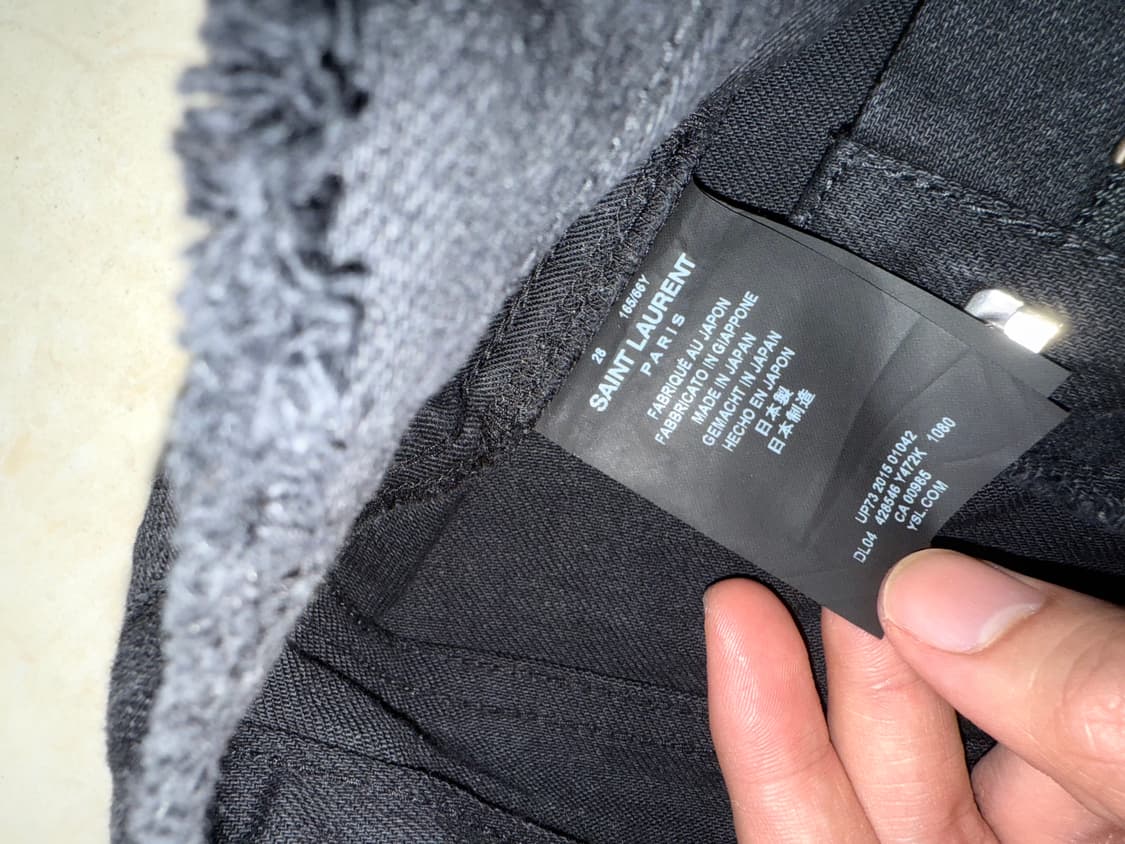 28 165/66Y
SAINT LAURENT
PARIS
FABRIQUÉ AU JAPON
FABBRICATO IN GIAPPONE
MADE IN JAPAN
GEMACHT IN JAPAN
HECHO EN JAPON
日本製
日本制造
UP73 2015 01042
DL04 428546 Y472K 1080
CA 00985
YSL.COM